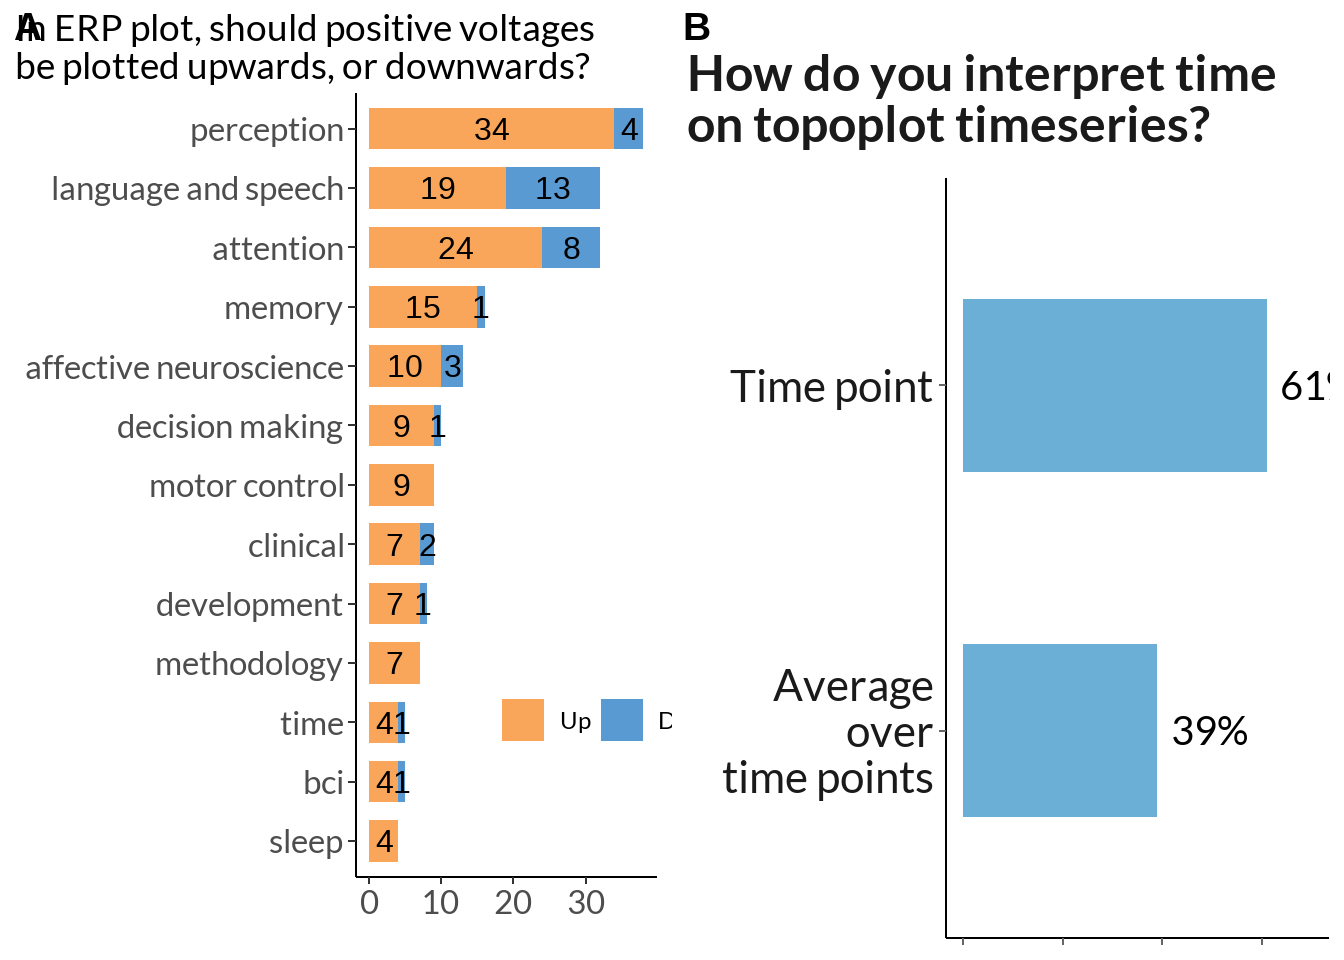 A
In ERP plot, should positive voltages
be plotted upwards, or downwards?
perception 34 4
language and speech 19 13
attention 24 8
memory 15 1
affective neuroscience 10 3
decision making 9 1
motor control 9
clinical 7 2
development 7 1
methodology 7
time 4 1
Up D
bci 4 1
sleep 4
0 10 20 30
B
How do you interpret time
on topoplot timeseries?
Time point 61%
Average
over
time points
39%